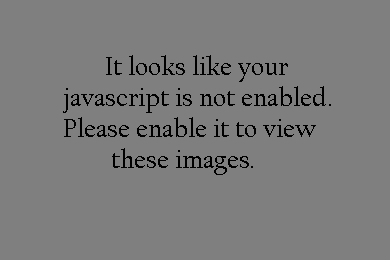 It looks like your
javascript is not enabled.
Please enable it to view
these images.